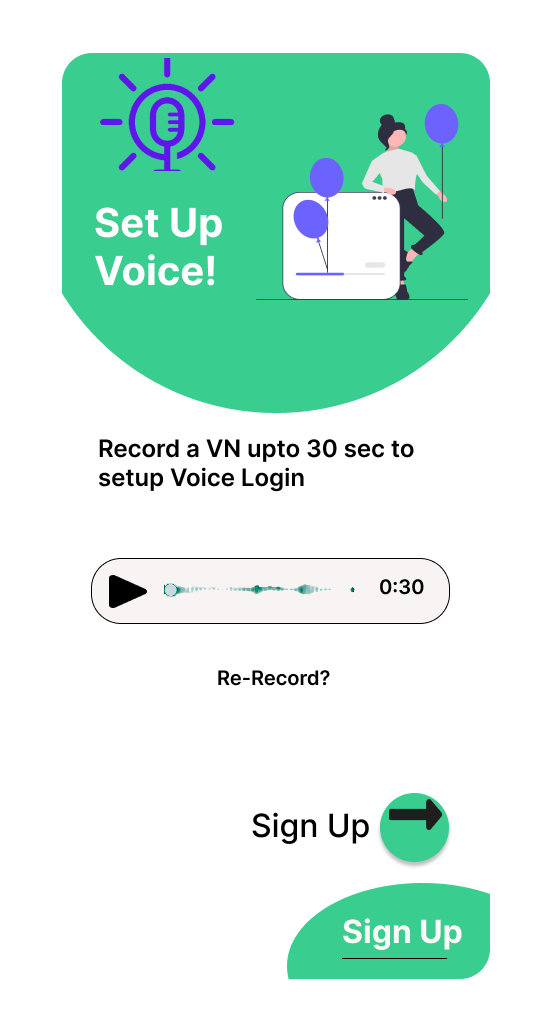 Set Up
Voice!
Record a VN upto 30 sec to
setup Voice Login
0:30
Re-Record?
Sign Up
Sign Up